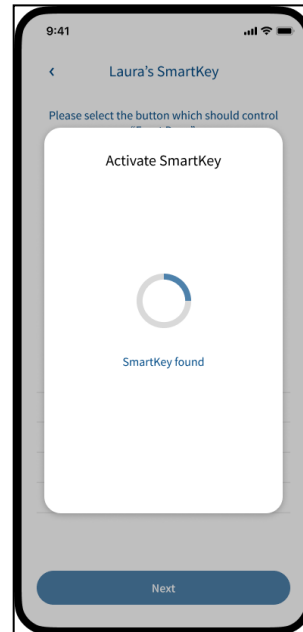 9:41
Laura's SmartKey
Please select the button which should control
Activate SmartKey
SmartKey found
Next